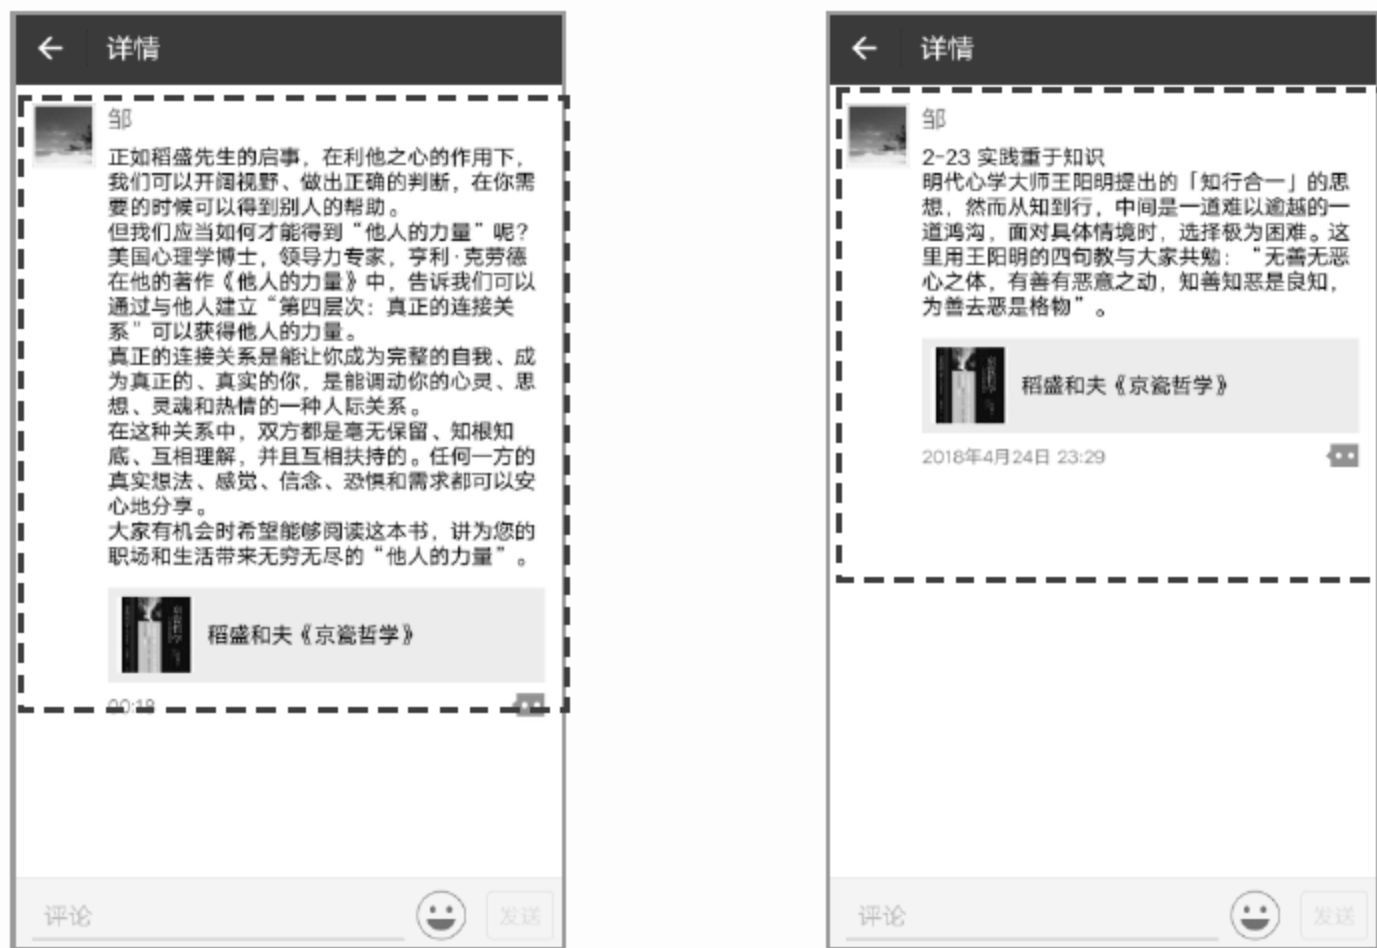 详情
邹
正如稻盛先生的启事，在利他之心的作用下，
我们可以开阔视野、做出正确的判断，在你需
要的时候可以得到别人的帮助。
但我们应当如何才能得到“他人的力量”呢？
美国心理学博士，领导力专家，亨利·克劳德
在他的著作《他人的力量》中，告诉我们可以
通过与他人建立“第四层次：真正的连接关
系”可以获得他人的力量。
真正的连接关系是能让你成为完整的自我、成
为真正的、真实的你，是能调动你的心灵、思
想、灵魂和热情的一种人际关系。
在这种关系中，双方都是毫无保留、知根知
底、互相理解，并且互相扶持的。任何一方的
真实想法、感觉、信念、恐惧和需求都可以安
心地分享。
大家有机会时希望能够阅读这本书，讲为您的
职场和生活带来无穷无尽的“他人的力量”。
稻盛和夫《京瓷哲学》
00:18
评论
发送
详情
邹
2-23 实践重于知识
明代心学大师王阳明提出的「知行合一」的思
想，然而从知到行，中间是一道难以逾越的一
道鸿沟，面对具体情境时，选择极为困难。这
里用王阳明的四句教与大家共勉：“无善无恶
心之体，有善有恶意之动，知善知恶是良知，
为善去恶是格物”。
稻盛和夫《京瓷哲学》
2018年4月24日 23:29
评论
发送